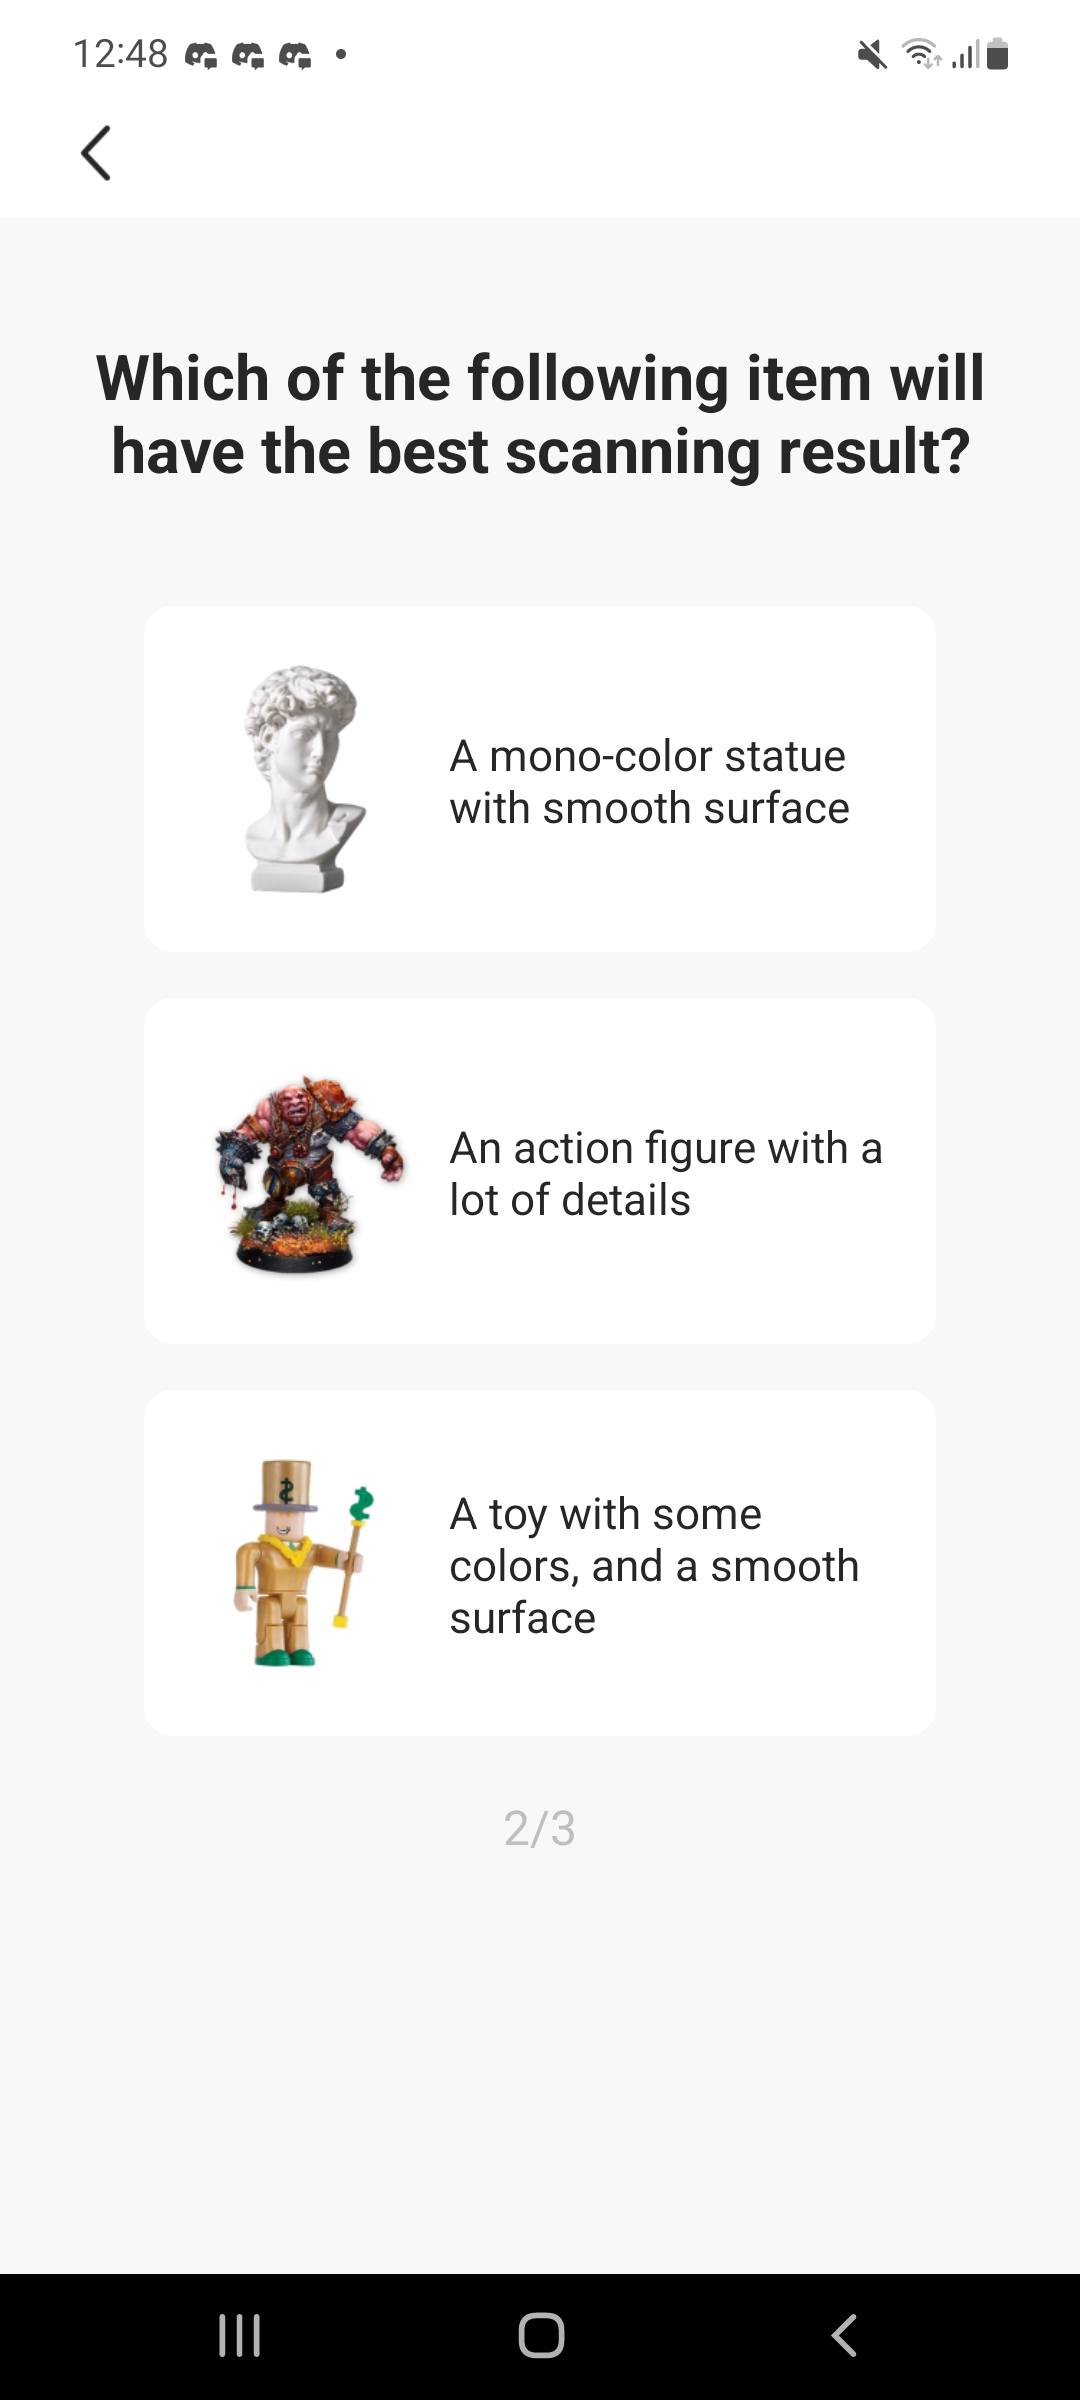 12:48
Which of the following item will
have the best scanning result?
A mono-color statue
with smooth surface
An action figure with a
lot of details
$
A toy with some
colors, and a smooth
surface
2/3